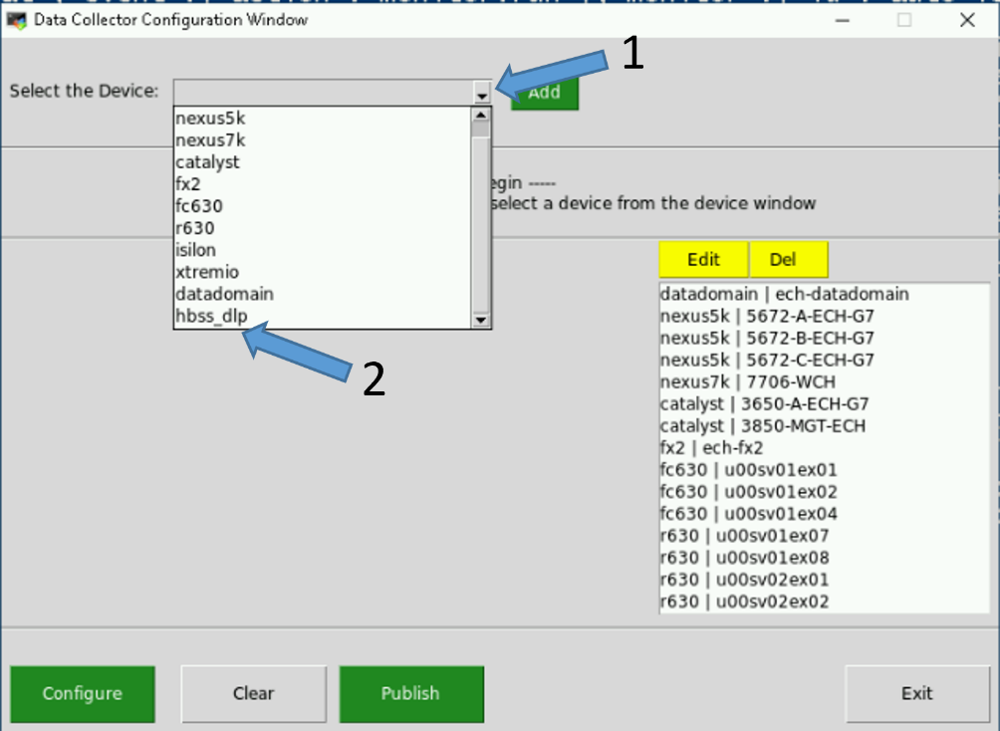 Data Collector Configuration Window
1
Select the Device:
Add
nexus5k
nexus7k
catalyst
fx2
fc630
r630
isilon
xtremio
datadomain
hbss_dlp
egin -----
select a device from the device window
2
Edit
Del
datadomain | ech-datadomain
nexus5k | 5672-A-ECH-G7
nexus5k | 5672-B-ECH-G7
nexus5k | 5672-C-ECH-G7
nexus7k | 7706-WCH
catalyst | 3650-A-ECH-G7
catalyst | 3850-MGT-ECH
fx2 | ech-fx2
fc630 | u00sv01ex01
fc630 | u00sv01ex02
fc630 | u00sv01ex04
r630 | u00sv01ex07
r630 | u00sv01ex08
r630 | u00sv02ex01
r630 | u00sv02ex02
Configure
Clear
Publish
Exit